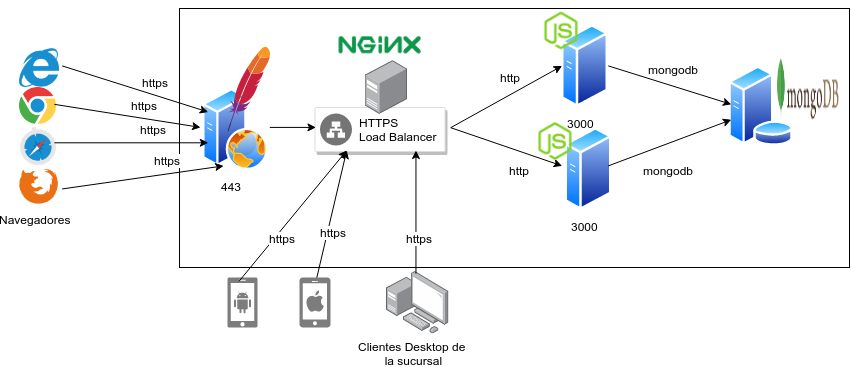 NGINX
JS
https
https
https
https
Navegadores
443
HTTPS
Load Balancer
http
http
3000
JS
3000
mongodb
mongodb
mongoDB
https
https
https
Clientes Desktop de
la sucursal